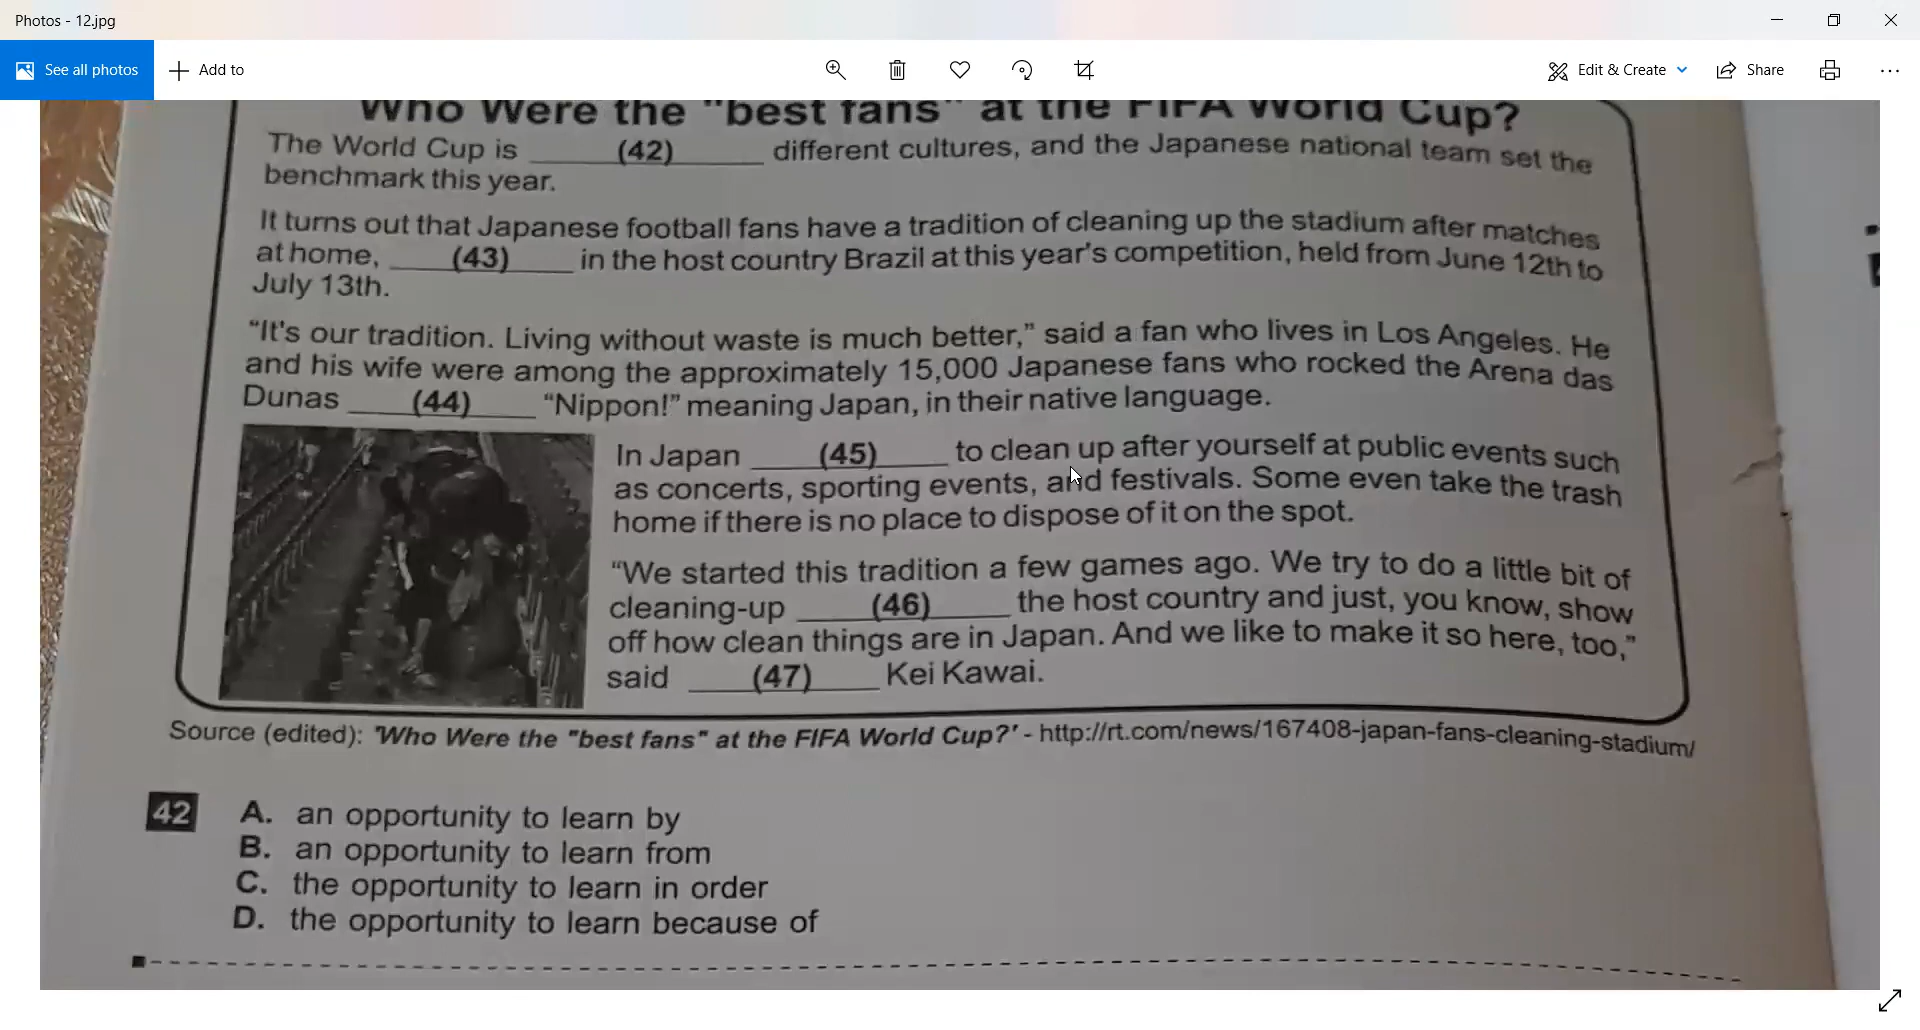 Photos - 12.jpg
See all photos
Add to
Edit & Create
Share
Who Were the "best fans" at the FIFA World Cup?
The World Cup is ____(42)____ different cultures, and the Japanese national team set the
benchmark this year.
It turns out that Japanese football fans have a tradition of cleaning up the stadium after matches
at home, ____(43)____ in the host country Brazil at this year's competition, held from June 12th to
July 13th.
“It's our tradition. Living without waste is much better,” said a fan who lives in Los Angeles. He
and his wife were among the approximately 15,000 Japanese fans who rocked the Arena das
Dunas ____(44)____ “Nippon!” meaning Japan, in their native language.
In Japan ____(45)____ to clean up after yourself at public events such
as concerts, sporting events, and festivals. Some even take the trash
home if there is no place to dispose of it on the spot.
“We started this tradition a few games ago. We try to do a little bit of
cleaning-up ____(46)____ the host country and just, you know, show
off how clean things are in Japan. And we like to make it so here, too,”
said ____(47)____ Kei Kawai.
Source (edited): 'Who Were the "best fans" at the FIFA World Cup?' - http://rt.com/news/167408-japan-fans-cleaning-stadium/
42 A. an opportunity to learn by
B. an opportunity to learn from
C. the opportunity to learn in order
D. the opportunity to learn because of